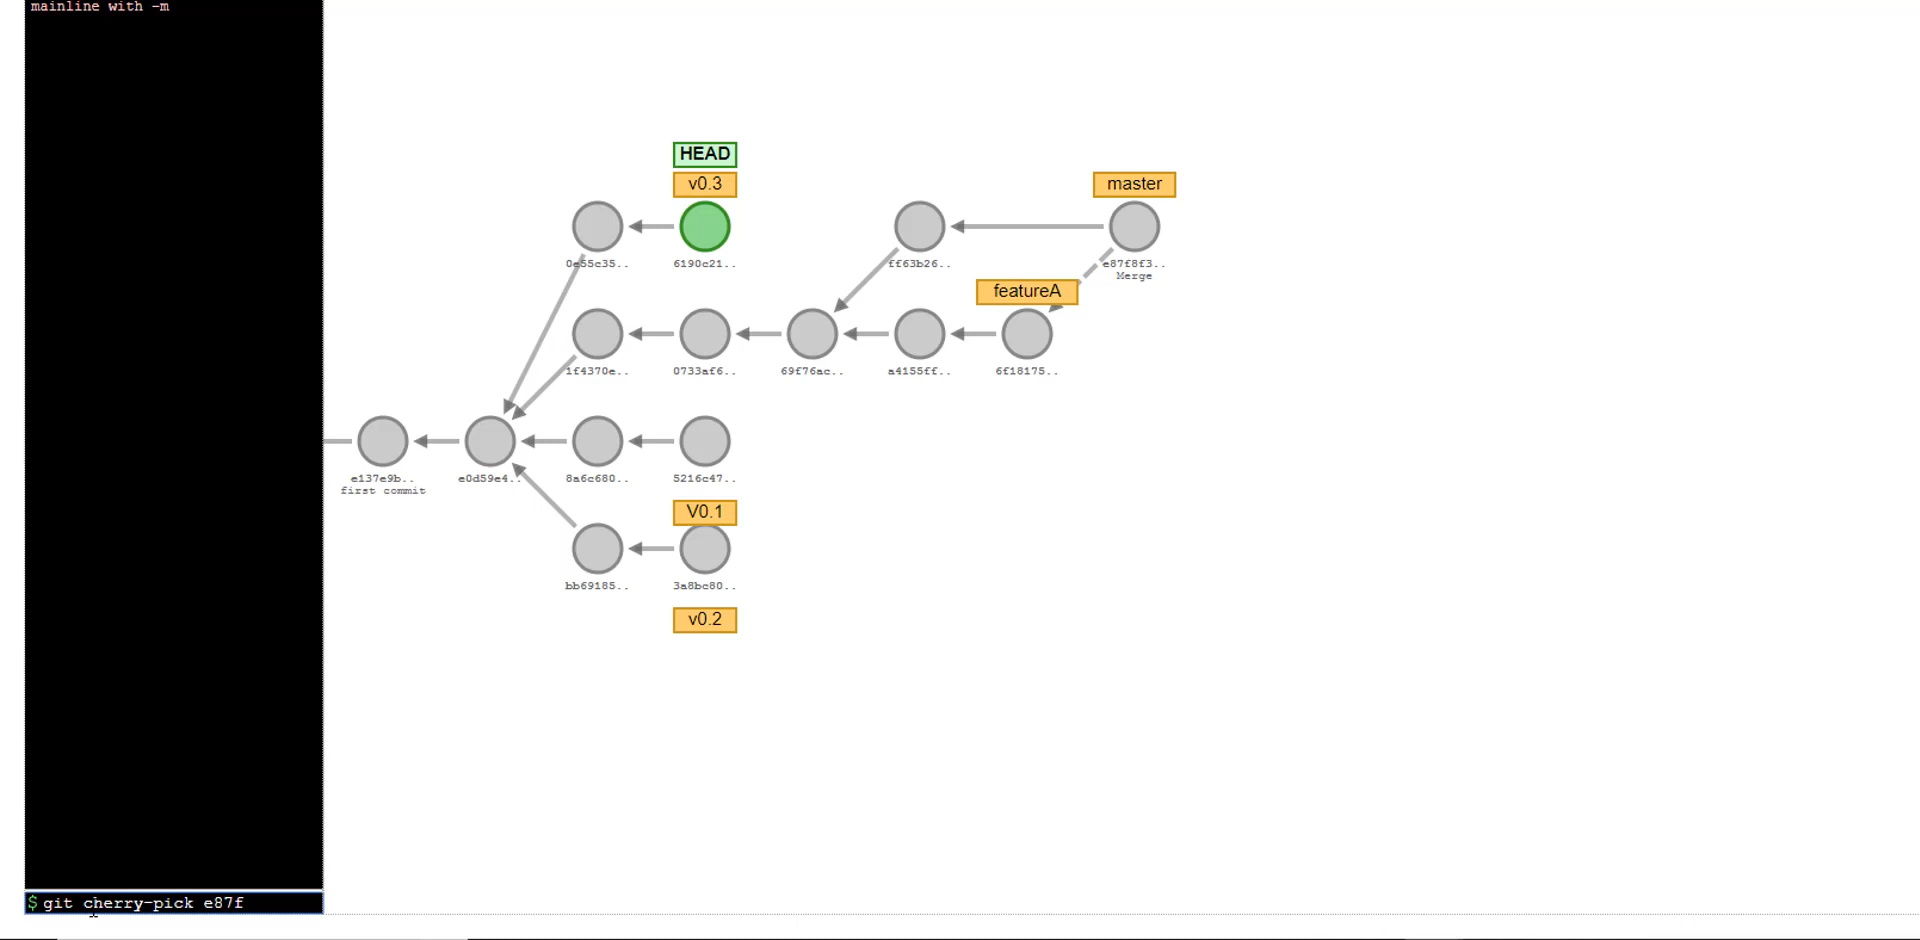 mainline with -m
HEAD
v0.3
master
0e55c35..
6190c21..
ff63b26..
e87f8f3..
Merge
featureA
1f4370e..
0733af6..
69f76ac..
a4155ff..
6f18175..
e137e9b..
first commit
e0d59e4..
8a6c680..
5216c47..
V0.1
bb69185..
3a8bc80..
v0.2
$ git cherry-pick e87f